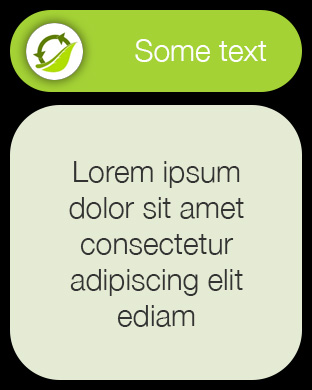 Some text
Lorem ipsum
dolor sit amet
consectetur
adipiscing elit
ediam